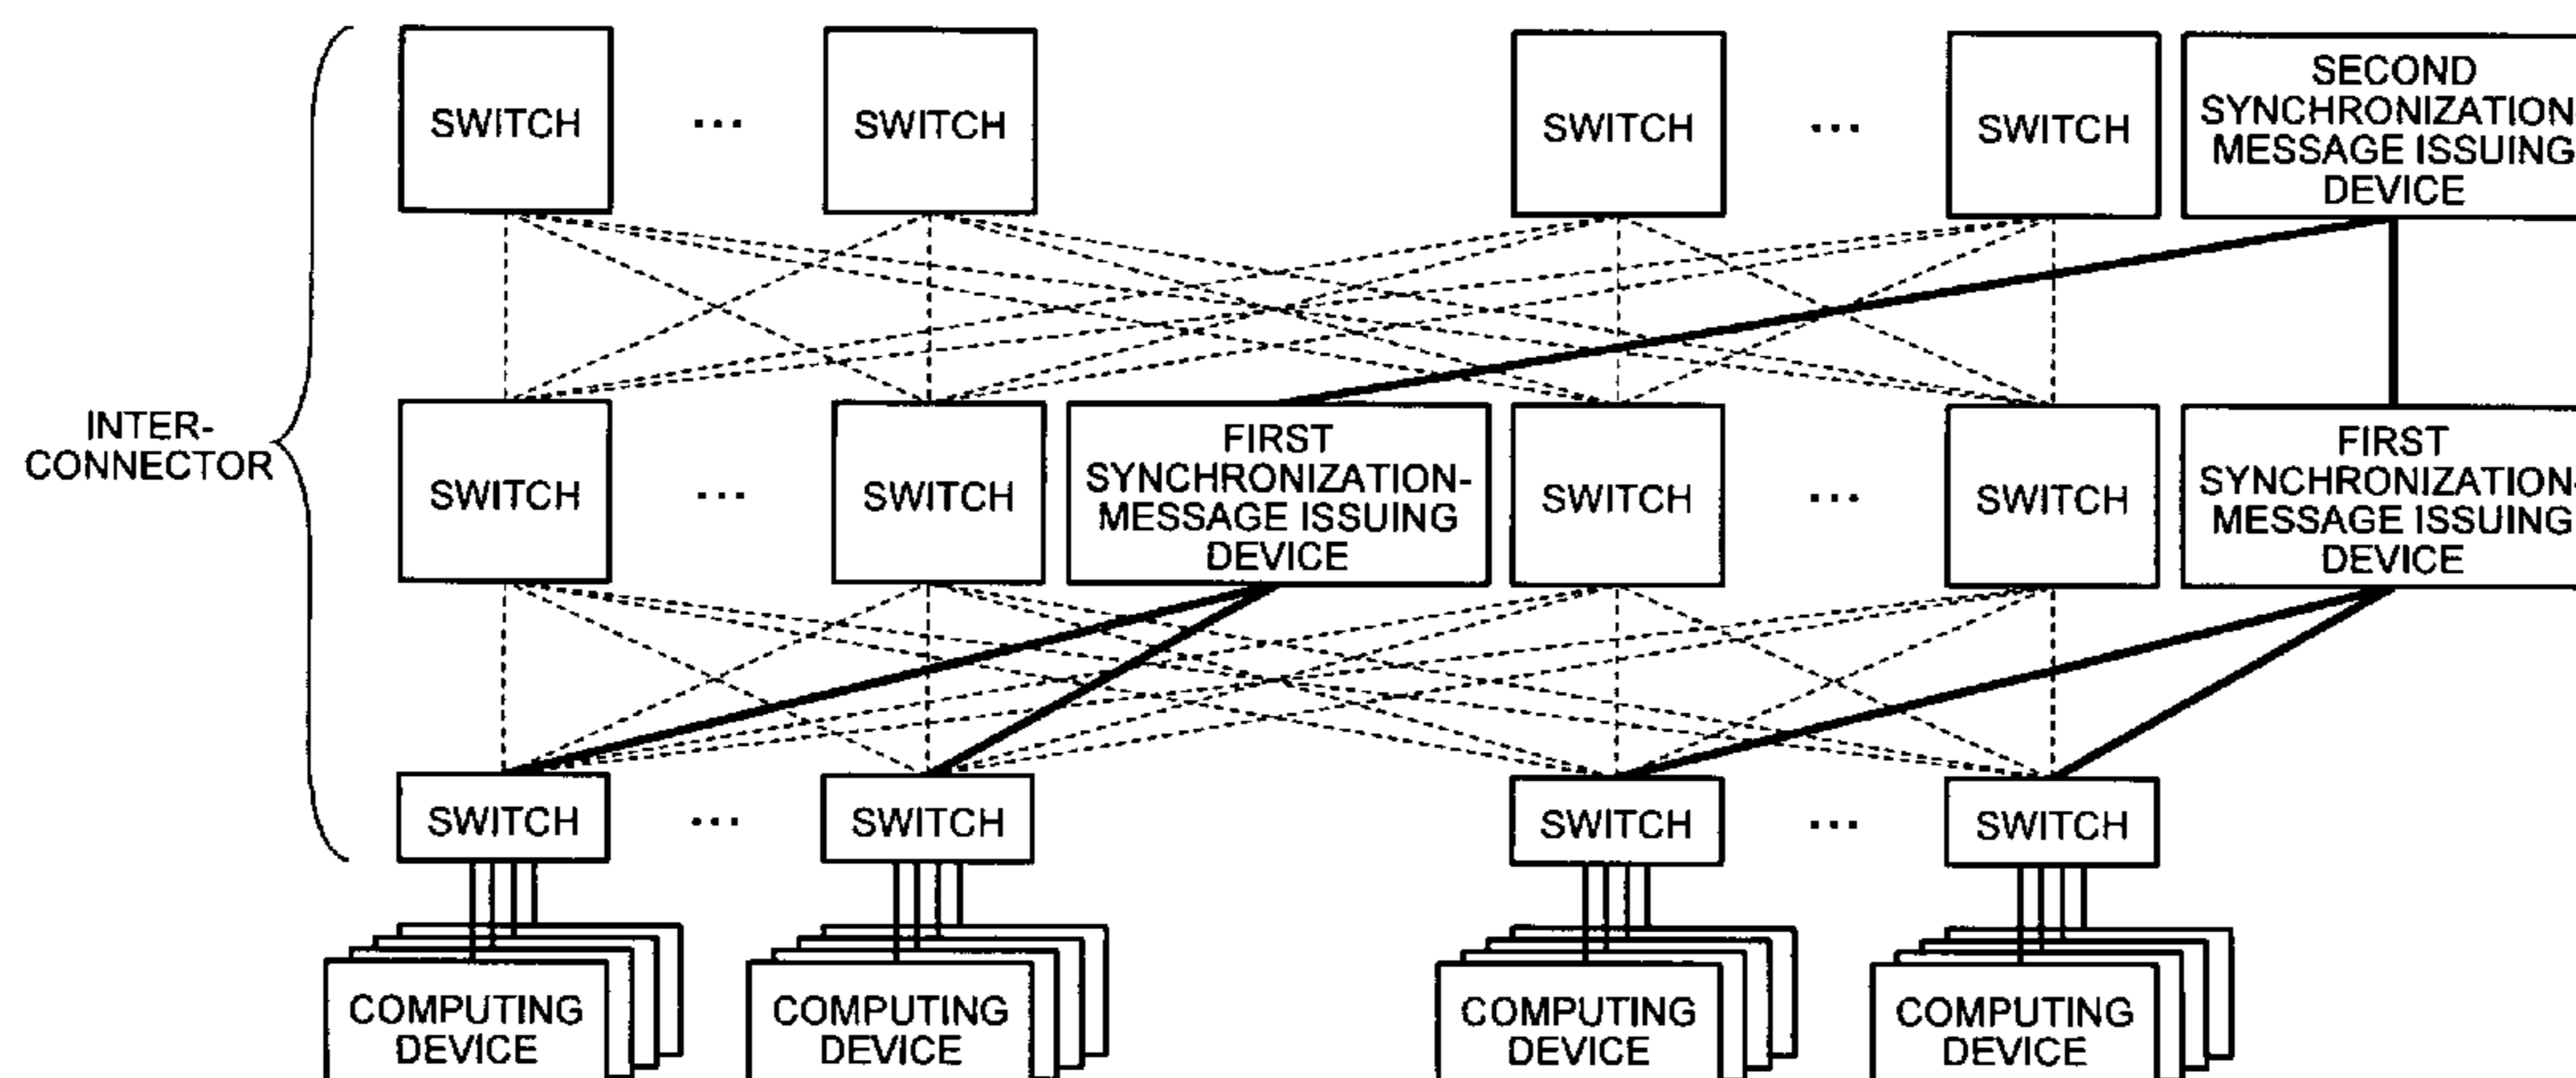 SWITCH ... SWITCH SWITCH ... SWITCH
SECOND
SYNCHRONIZATION
MESSAGE ISSUING
DEVICE
INTER-
CONNECTOR
SWITCH ... SWITCH
FIRST
SYNCHRONIZATION-
MESSAGE ISSUING
DEVICE
SWITCH ... SWITCH
FIRST
SYNCHRONIZATION-
MESSAGE ISSUING
DEVICE
SWITCH ... SWITCH SWITCH ... SWITCH
COMPUTING
DEVICE
COMPUTING
DEVICE
COMPUTING
DEVICE
COMPUTING
DEVICE